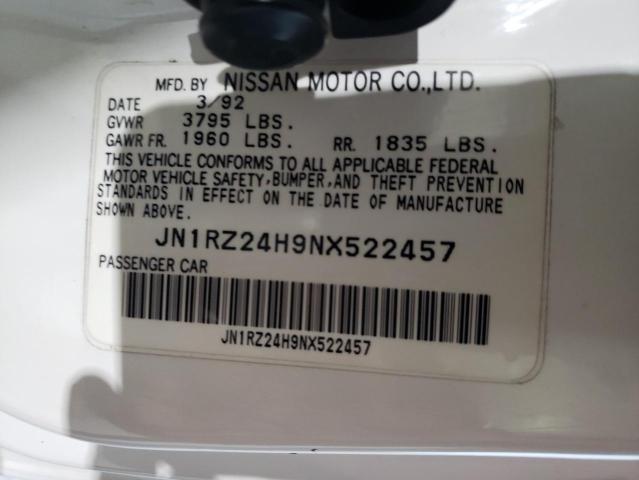 MFD. BY NISSAN MOTOR CO.,LTD.
DATE 3/92
GVWR 3795 LBS.
GAWR FR. 1960 LBS. RR. 1835 LBS.
THIS VEHICLE CONFORMS TO ALL APPLICABLE FEDERAL
MOTOR VEHICLE SAFETY, BUMPER, AND THEFT PREVENTION
STANDARDS IN EFFECT ON THE DATE OF MANUFACTURE
SHOWN ABOVE.
JN1RZ24H9NX522457
PASSENGER CAR
JN1RZ24H9NX522457